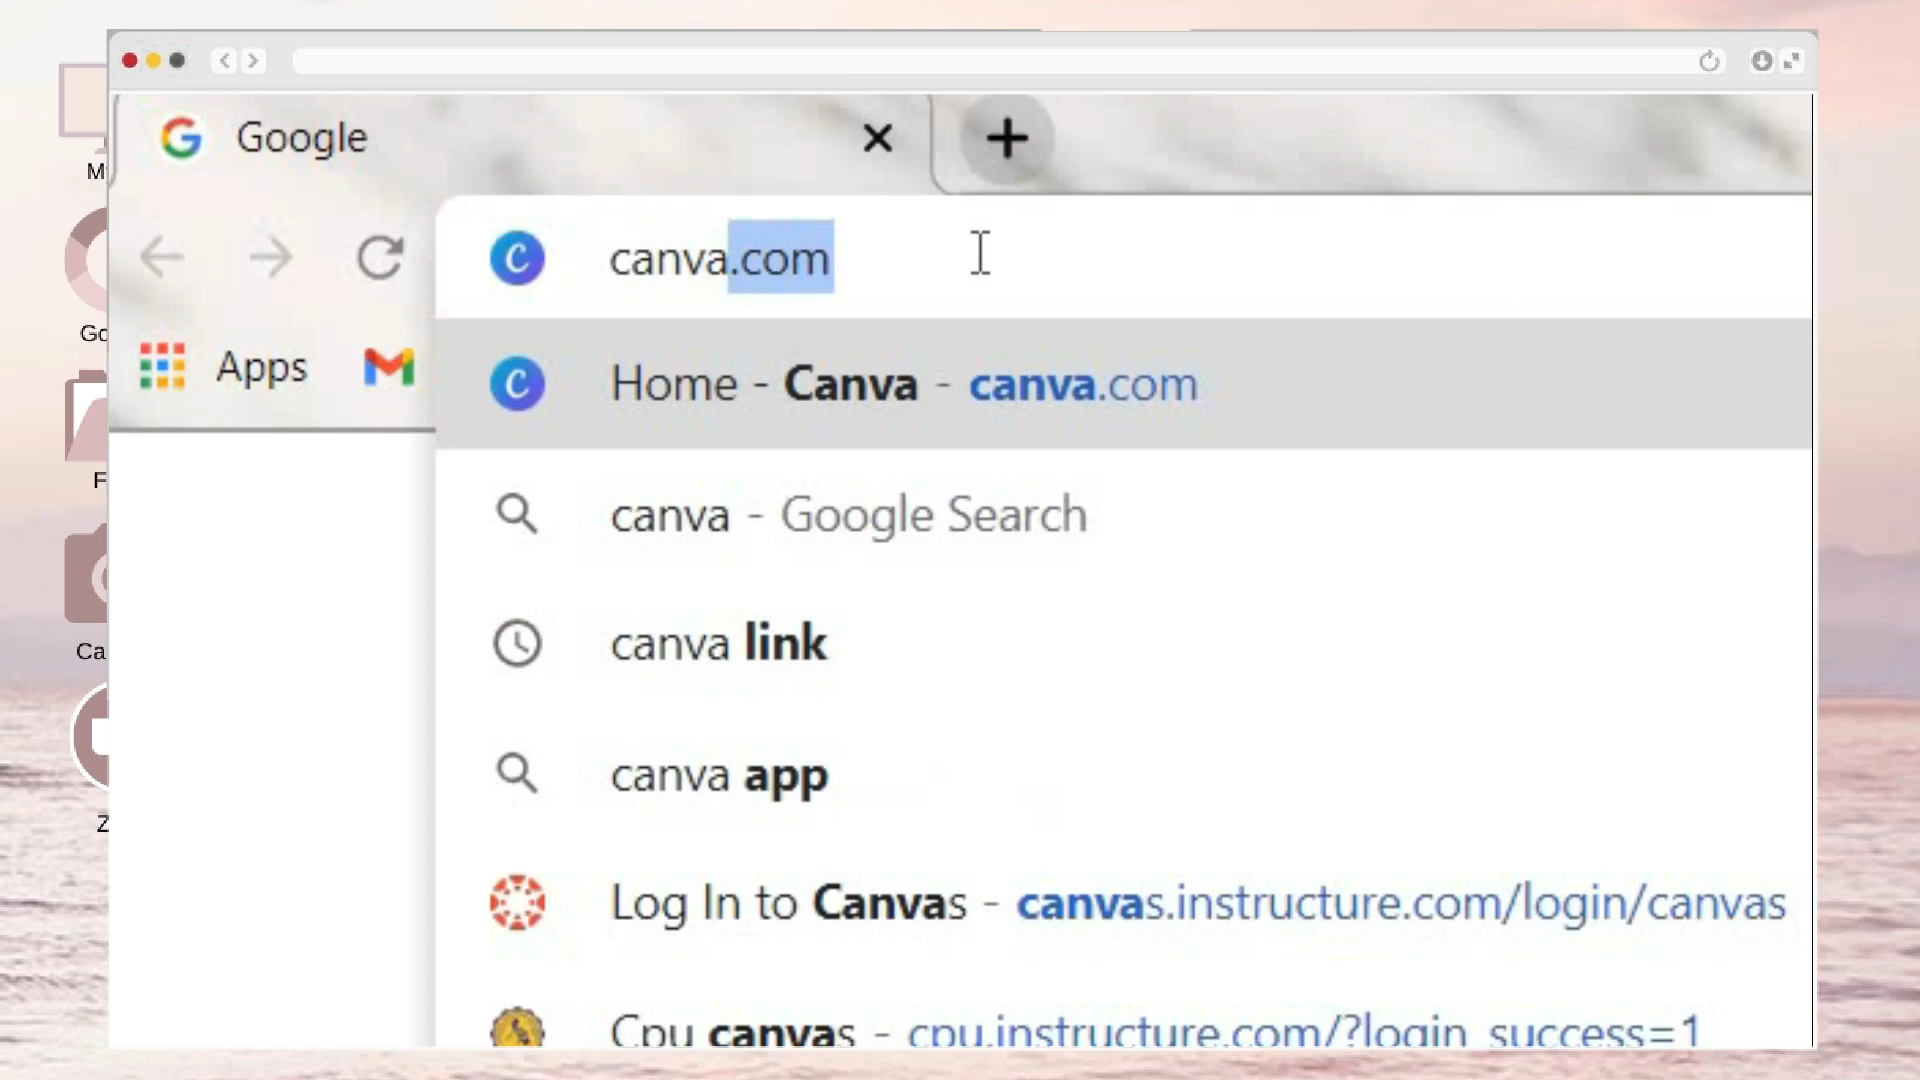 Google
canva.com
Apps
Home - Canva - canva.com
canva - Google Search
canva link
canva app
Log In to Canvas - canvas.instructure.com/login/canvas
Cpu canvas - cpu.instructure.com/?login_success=1